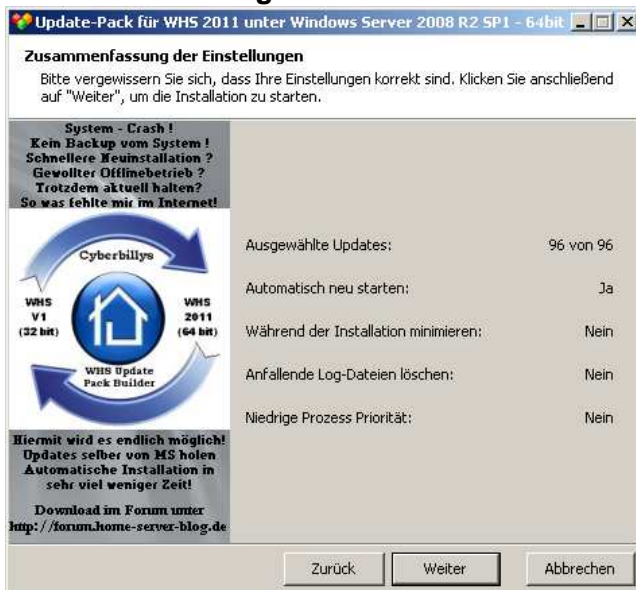 Update-Pack für WHS 2011 unter Windows Server 2008 R2 SP1 - 64bit
Zusammenfassung der Einstellungen
Bitte vergewissern Sie sich, dass Ihre Einstellungen korrekt sind. Klicken Sie anschließend
auf "Weiter", um die Installation zu starten.
System - Crash !
Kein Backup vom System !
Schnellere Neuinstallation ?
Gewollter Offlinebetrieb ?
Trotzdem aktuell halten?
So was fehlte mir im Internet!
Cyberbillys
WHS
V1
(32 bit)
WHS
2011
(64 bit)
WHS Update
Pack Builder
Hiermit wird es endlich möglich!
Updates selber von MS holen
Automatische Installation in
sehr viel weniger Zeit!
Download im Forum unter
http://forum.home-server-blog.de
Ausgewählte Updates: 96 von 96
Automatisch neu starten: Ja
Während der Installation minimieren: Nein
Anfallende Log-Dateien löschen: Nein
Niedrige Prozess Priorität: Nein
Zurück
Weiter
Abbrechen